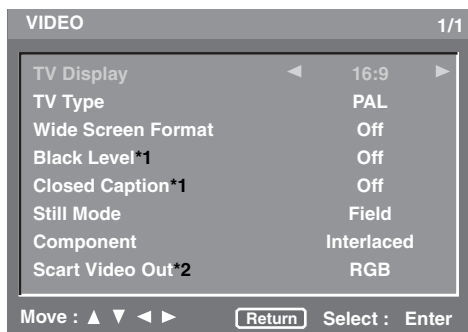 VIDEO 1/1
TV Display ◀ 16:9 ▶
TV Type PAL
Wide Screen Format Off
Black Level*1 Off
Closed Caption*1 Off
Still Mode Field
Component Interlaced
Scart Video Out*2 RGB
Move : ▲ ▼ ◀ ▶ Return Select : Enter